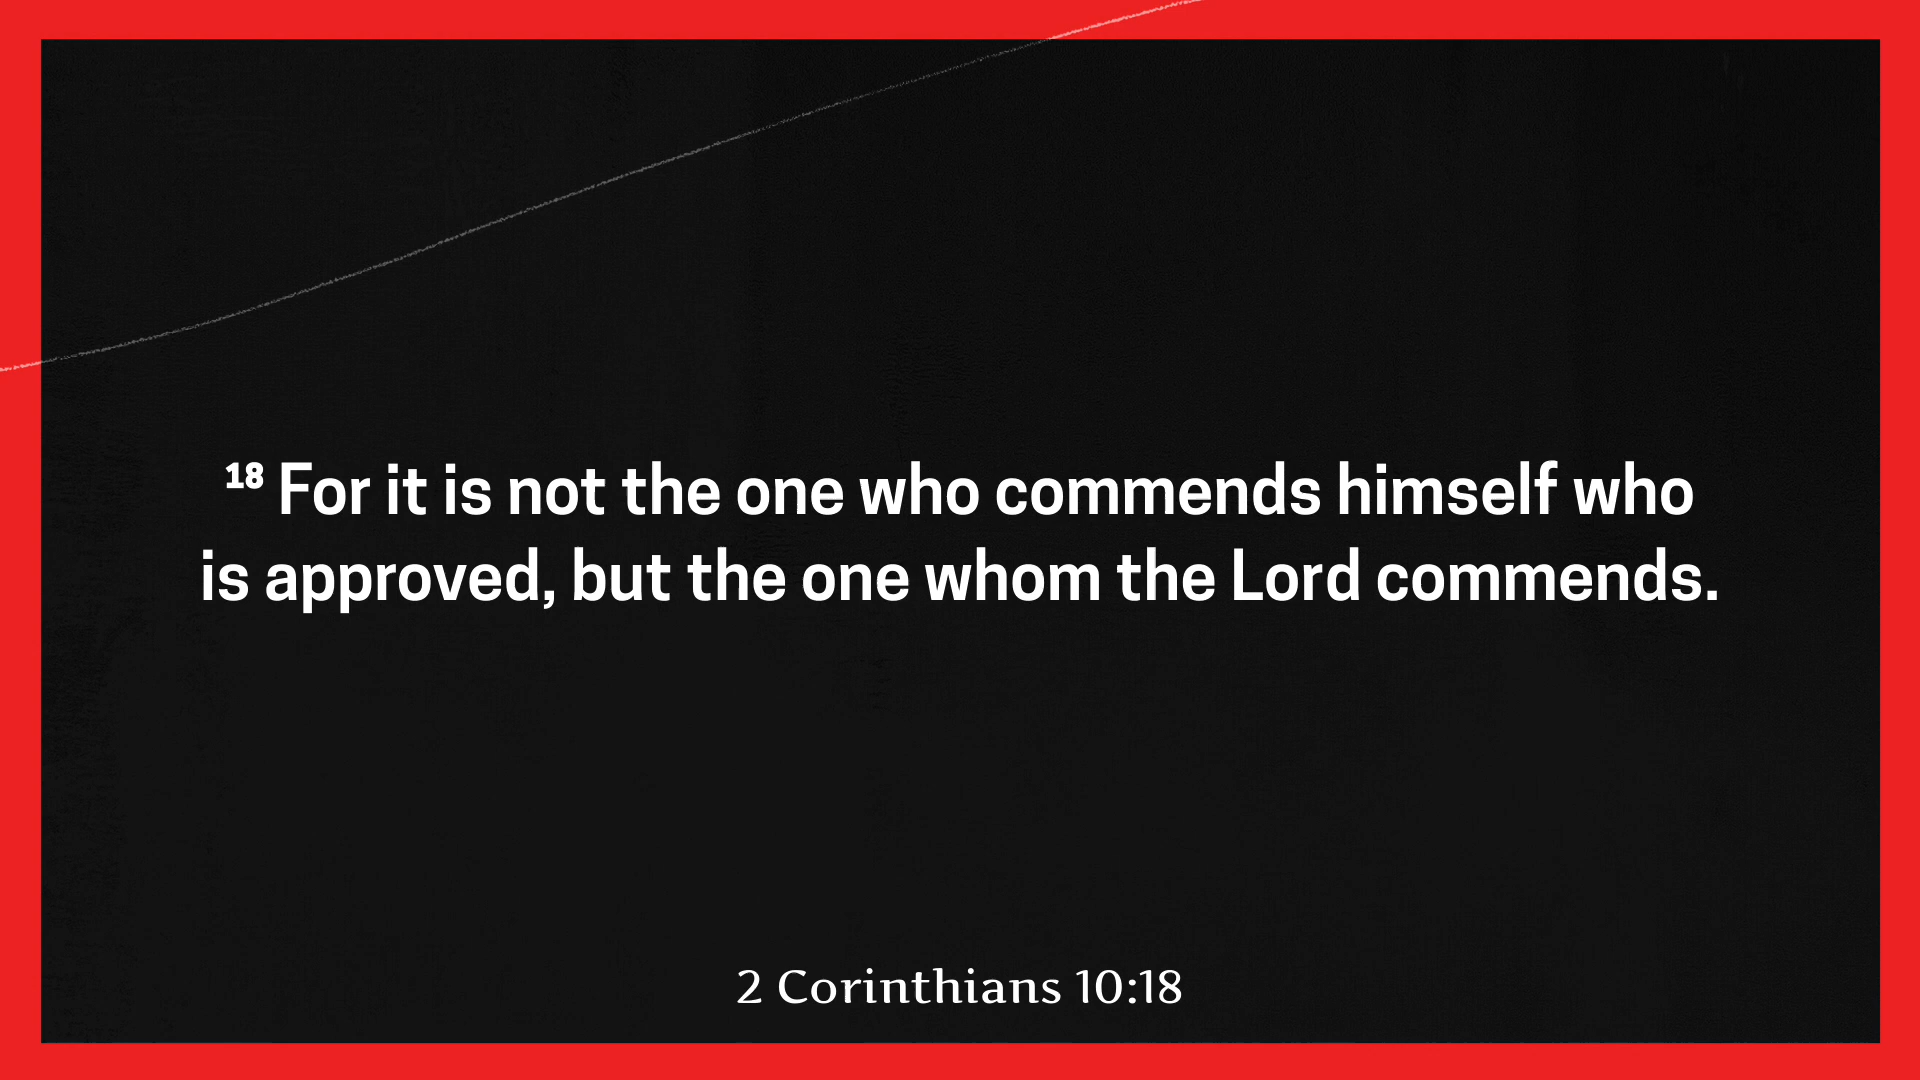 ¹⁸ For it is not the one who commends himself who
is approved, but the one whom the Lord commends.
2 Corinthians 10:18